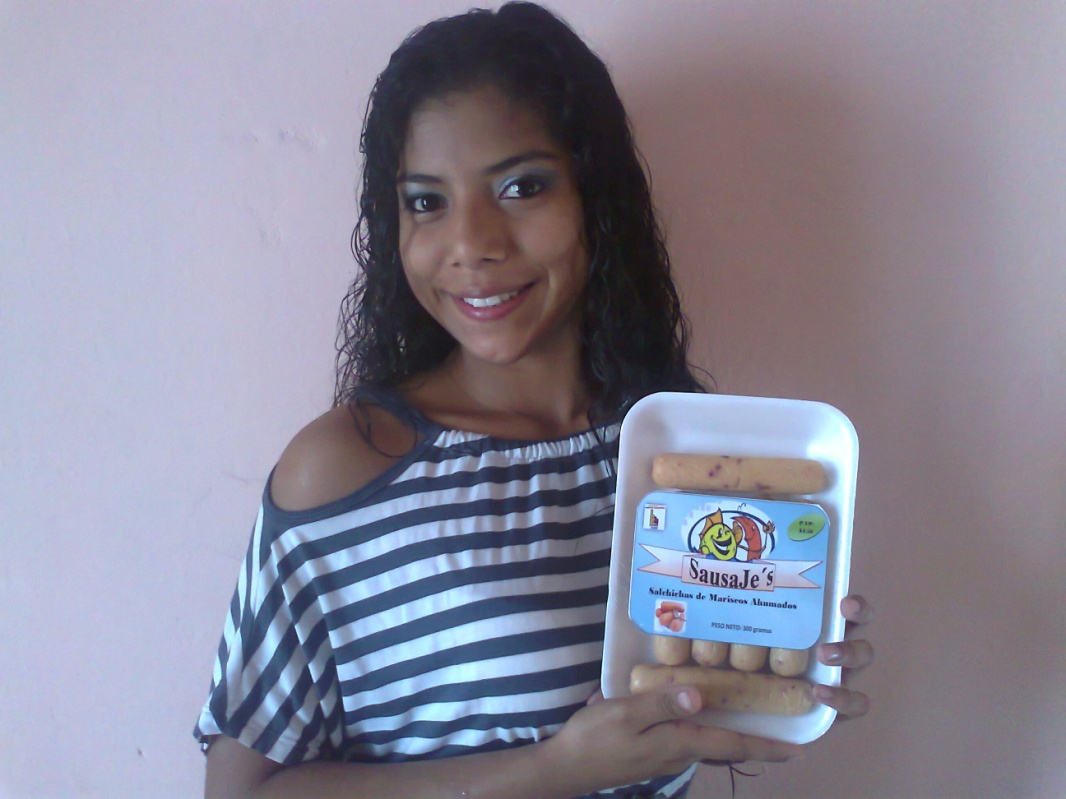 SausaJe´s
Salchichas de Mariscos Ahumados
PESO NETO: 300 gramos